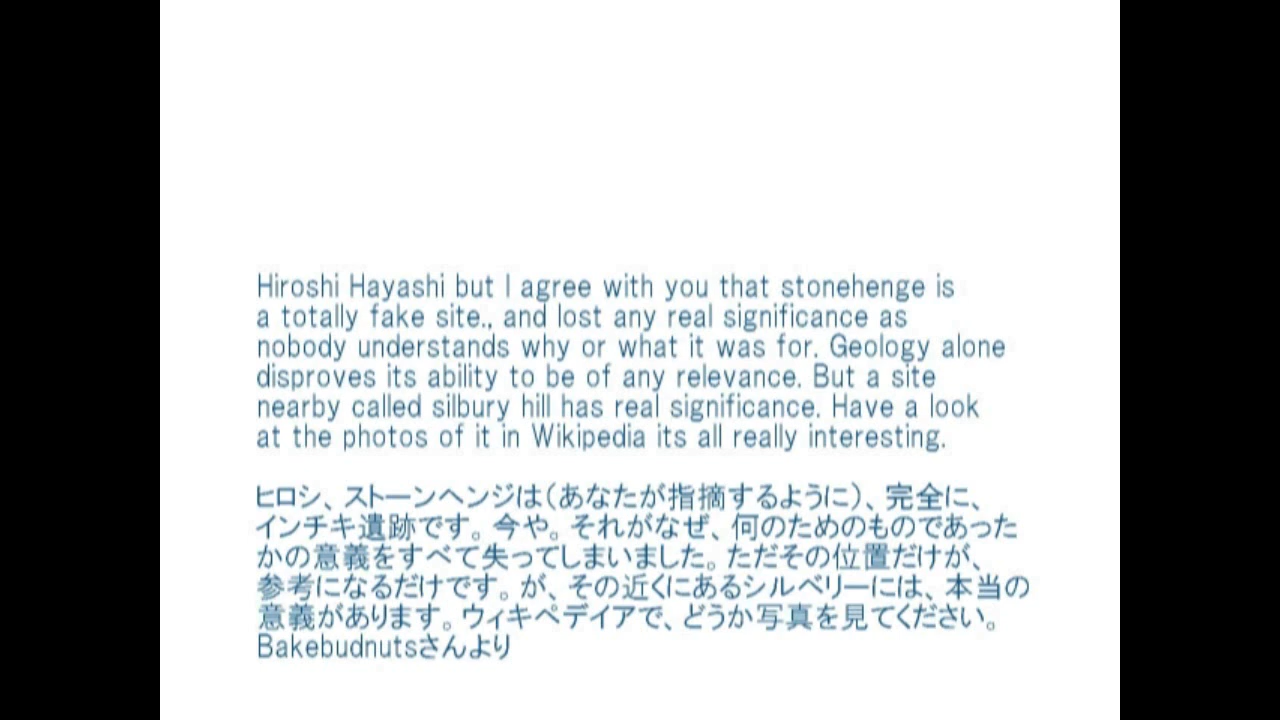 Hiroshi Hayashi but I agree with you that stonehenge is
a totally fake site., and lost any real significance as
nobody understands why or what it was for. Geology alone
disproves its ability to be of any relevance. But a site
nearby called silbury hill has real significance. Have a look
at the photos of it in Wikipedia its all really interesting.
ヒロシ、ストーンヘンジは(あなたが指摘するように)、完全に、
インチキ遺跡です。今や。それがなぜ、何のためのものであった
かの意義をすべて失ってしまいました。ただその位置だけが、
参考になるだけです。が、その近くにあるシルベリーには、本当の
意義があります。ウィキペデイアで、どうか写真を見てください。
Bakebudnutsさんより